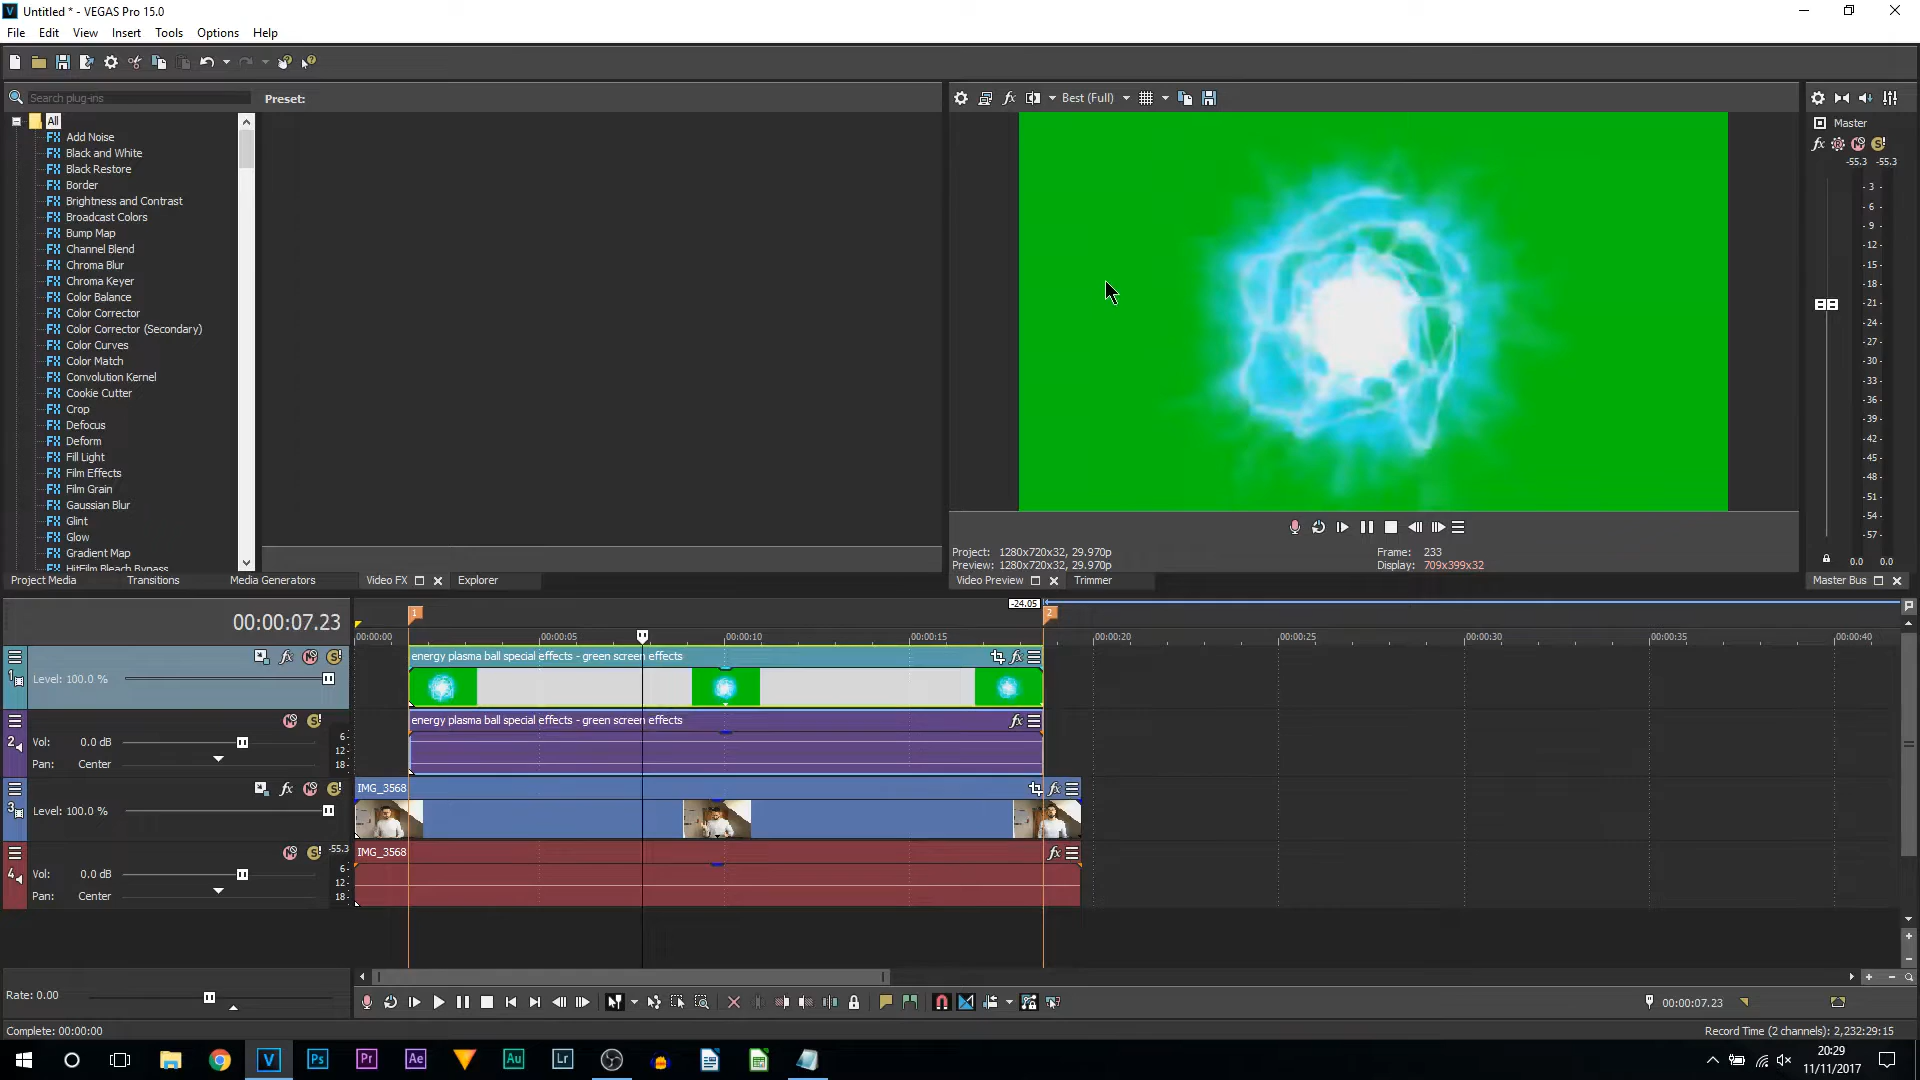 Untitled * - VEGAS Pro 15.0
File Edit View Insert Tools Options Help
Search plug-ins
Preset:
Best (Full)
Master
-55.3 -55.3
All
Add Noise
Black and White
Black Restore
Border
Brightness and Contrast
Broadcast Colors
Bump Map
Channel Blend
Chroma Blur
Chroma Keyer
Color Balance
Color Corrector
Color Corrector (Secondary)
Color Curves
Color Match
Convolution Kernel
Cookie Cutter
Crop
Defocus
Deform
Fill Light
Film Effects
Film Grain
Gaussian Blur
Glint
Glow
Gradient Map
HitFilm Bleach Bypass
- 3 -
- 6 -
- 9 -
- 12 -
- 15 -
- 18 -
- 21 -
- 24 -
- 27 -
- 30 -
- 33 -
- 36 -
- 39 -
- 42 -
- 45 -
- 48 -
- 51 -
- 54 -
- 57 -
0.0 0.0
Project: 1280x720x32, 29.970p
Preview: 1280x720x32, 29.970p
Frame: 233
Display: 709x399x32
Project Media Transitions Media Generators Video FX Explorer
Video Preview Trimmer
Master Bus
00:00:07.23
1
-24.05
2
00:00:00 00:00:05 00:00:10 00:00:15 00:00:20 00:00:25 00:00:30 00:00:35 00:00:40
1
Level: 100.0 %
energy plasma ball special effects - green screen effects
2
Vol: 0.0 dB
Pan: Center
6-
12-
18-
energy plasma ball special effects - green screen effects
3
Level: 100.0 %
IMG_3568
4
Vol: 0.0 dB
Pan: Center
-55.3
6-
12-
18-
IMG_3568
Rate: 0.00
00:00:07.23
Complete: 00:00:00
Record Time (2 channels): 2,232:29:15
V Ps Pr Ae Au Lr
20:29
11/11/2017